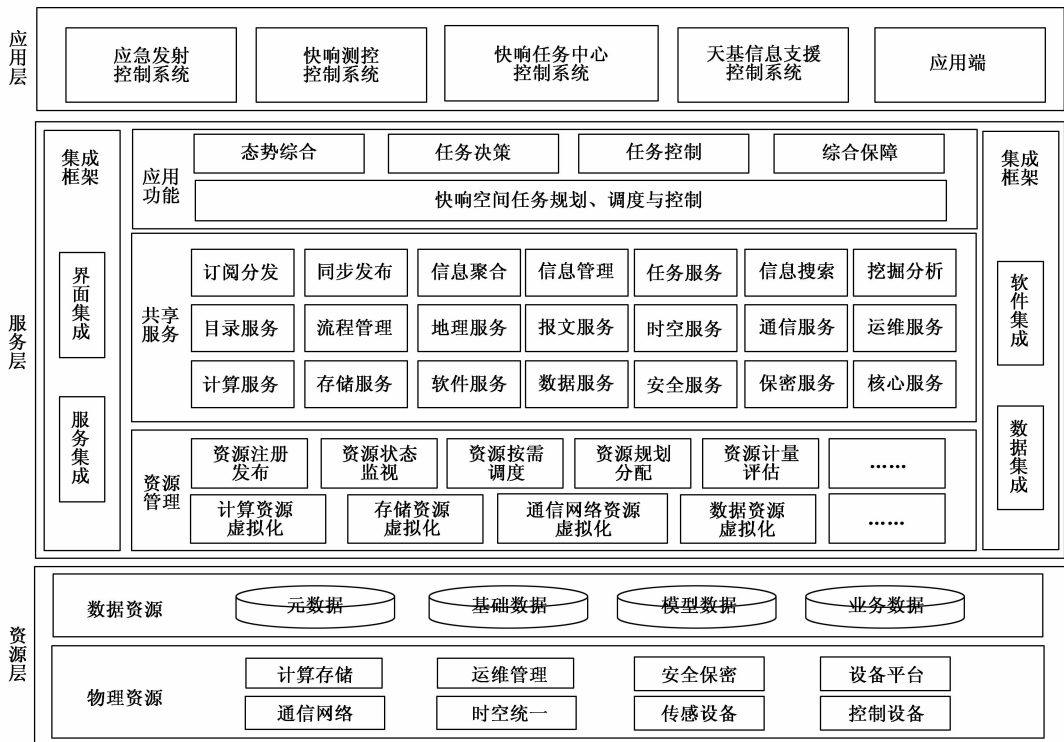 应用层
应急发射
控制系统
快响测控
控制系统
快响任务中心
控制系统
天基信息支援
控制系统
应用端
服务层
集成
框架
界面集成
服务集成
应用
功能
态势综合
任务决策
任务控制
综合保障
快响空间任务规划、调度与控制
共享
服务
订阅分发
同步发布
信息聚合
信息管理
任务服务
信息搜索
挖掘分析
目录服务
流程管理
地理服务
报文服务
时空服务
通信服务
运维服务
计算服务
存储服务
软件服务
数据服务
安全服务
保密服务
核心服务
资源
管理
资源注册
发布
资源状态
监视
资源按需
调度
资源规划
分配
资源计量
评估
……
计算资源
虚拟化
存储资源
虚拟化
通信网络资源
虚拟化
数据资源
虚拟化
……
集成
框架
软件集成
数据集成
资源层
数据资源
元数据
基础数据
模型数据
业务数据
物理资源
计算存储
运维管理
安全保密
设备平台
通信网络
时空统一
传感设备
控制设备